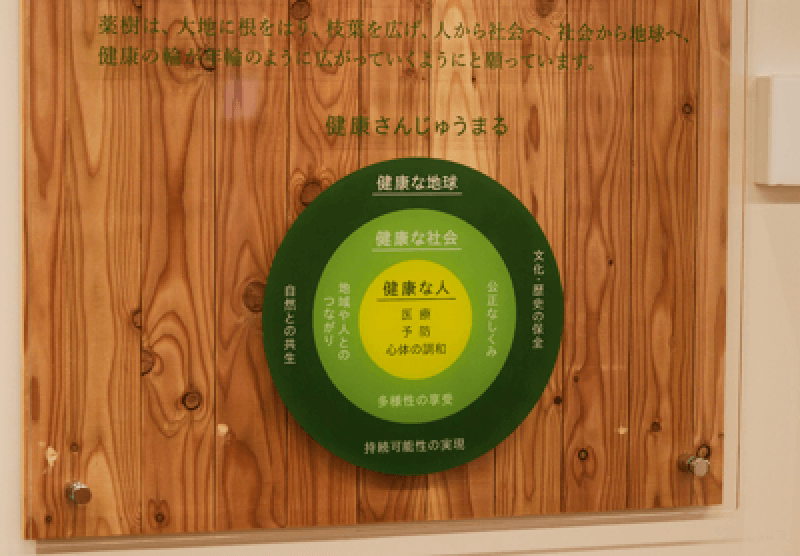 薬樹は、大地に根をはり、枝葉を広げ、人から社会へ、社会から地球へ、
健康の輪が年輪のように広がっていくようにと願っています。
健康さんじゅうまる
健康な地球
自然との共生
文化・歴史の保全
持続可能性の実現
健康な社会
地域や人との
つながり
公正なしくみ
多様性の享受
健康な人
医療
予防
心体の調和